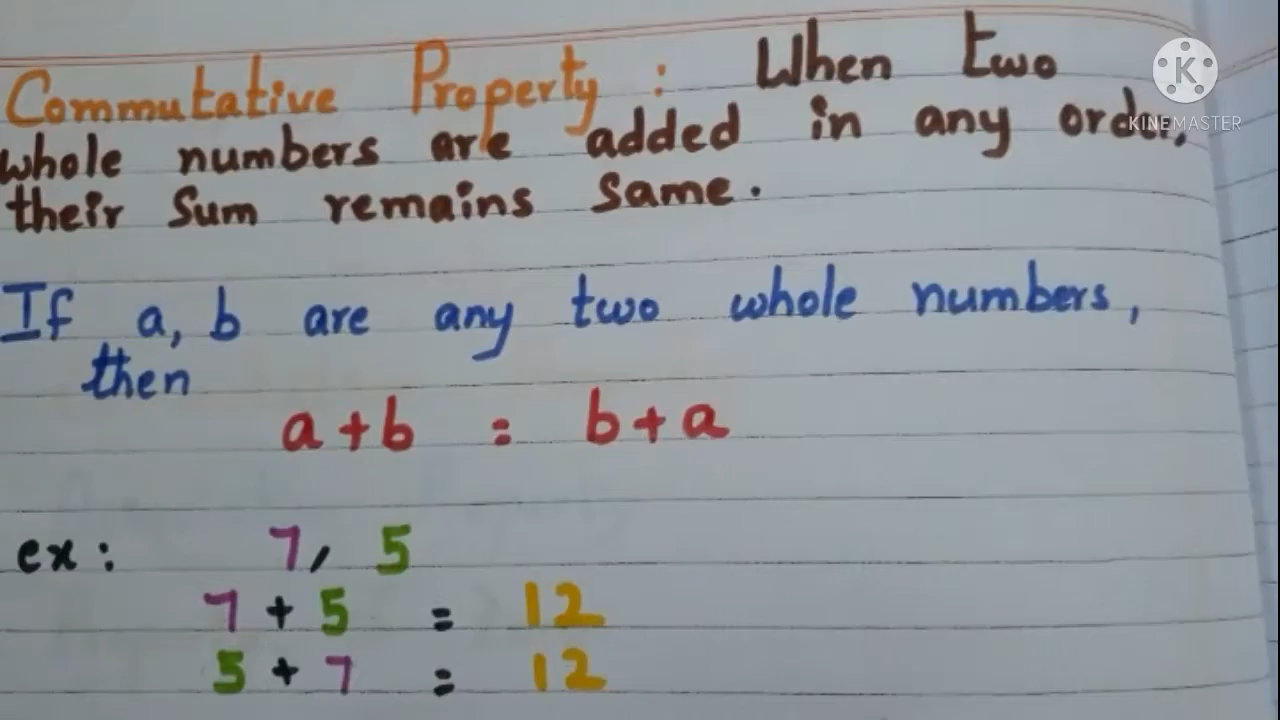 Commutative Property : When two
whole numbers are added in any order,
their Sum remains Same.
If a, b are any two whole numbers,
then
a + b = b + a
ex : 7, 5
7 + 5 = 12
5 + 7 = 12
KINEMASTER